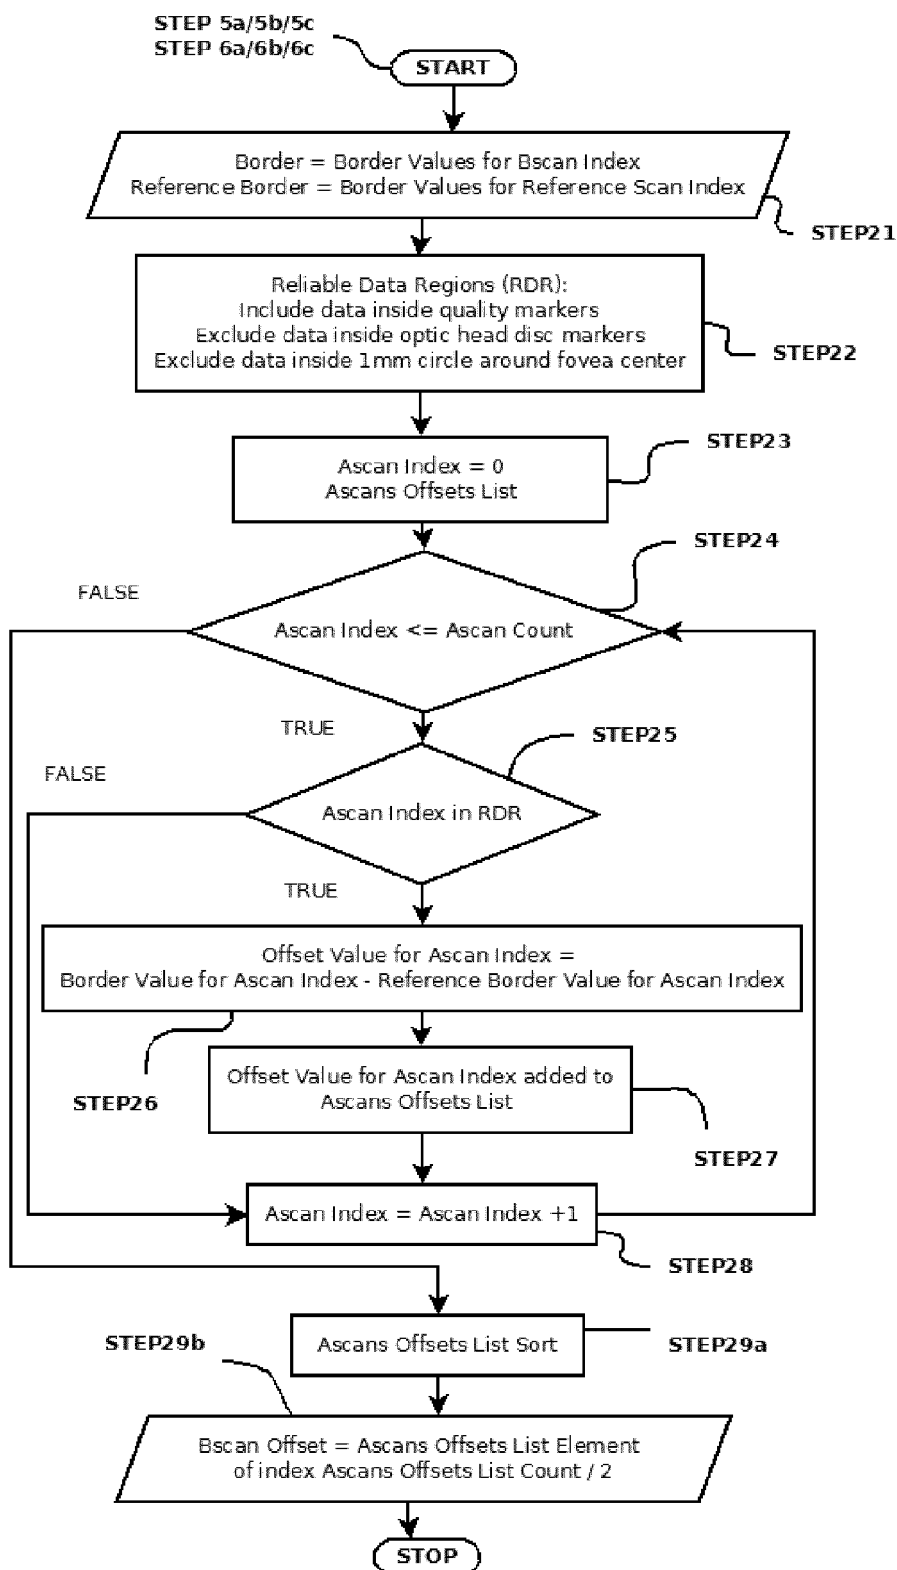 STEP 5a/5b/5c
STEP 6a/6b/6c
START
Border = Border Values for Bscan Index
Reference Border = Border Values for Reference Scan Index
STEP21
Reliable Data Regions (RDR):
Include data inside quality markers
Exclude data inside optic head disc markers
Exclude data inside 1mm circle around fovea center
STEP22
STEP23
Ascan Index = 0
Ascans Offsets List
STEP24
FALSE
Ascan Index <= Ascan Count
TRUE
STEP25
FALSE
Ascan Index in RDR
TRUE
Offset Value for Ascan Index =
Border Value for Ascan Index - Reference Border Value for Ascan Index
STEP26
Offset Value for Ascan Index added to
Ascans Offsets List
STEP27
Ascan Index = Ascan Index +1
STEP28
STEP29b
Ascans Offsets List Sort
STEP29a
Bscan Offset = Ascans Offsets List Element
of index Ascans Offsets List Count / 2
STOP